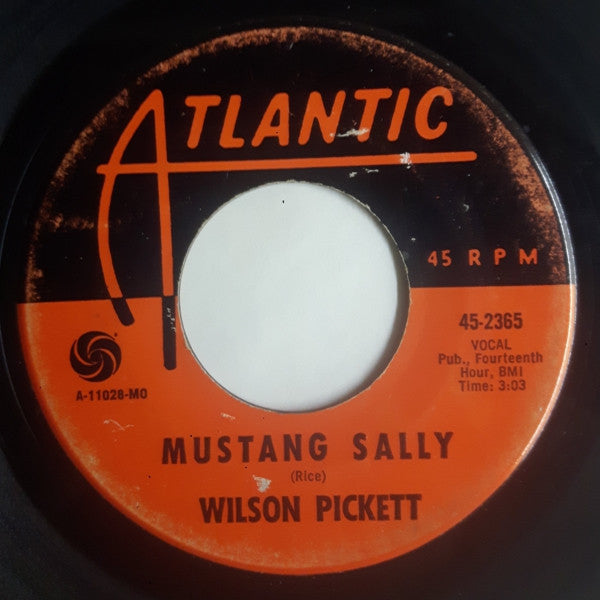 ATLANTIC
45 RPM
45-2365
VOCAL
Pub., Fourteenth
Hour, BMI
Time: 3:03
A-11028-MO
MUSTANG SALLY
(Rice)
WILSON PICKETT